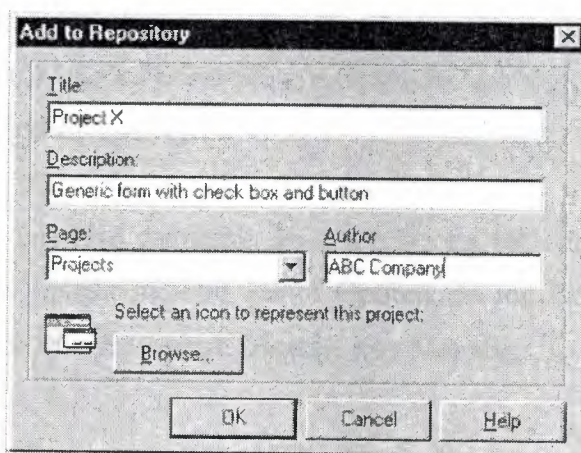 Add to Repository
Title:
Project X
Description:
Generic form with check box and button
Page: Author
Projects ABC Company
Select an icon to represent this project:
Browse...
OK Cancel Help